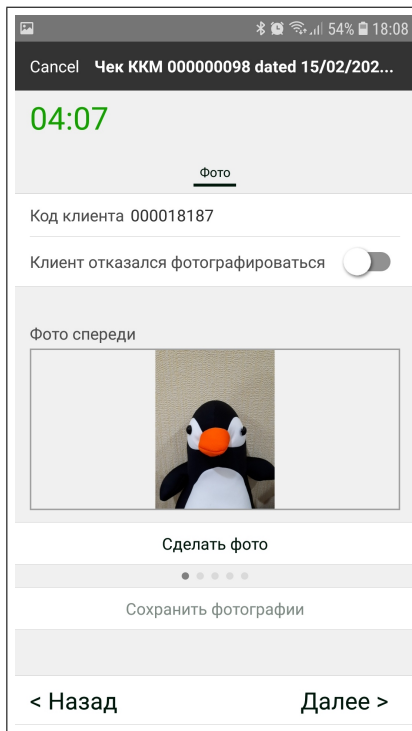 54% 18:08
Cancel Чек ККМ 000000098 dated 15/02/202...
04:07
Фото
Код клиента 000018187
Клиент отказался фотографироваться
Фото спереди
Сделать фото
Сохранить фотографии
< Назад Далее >